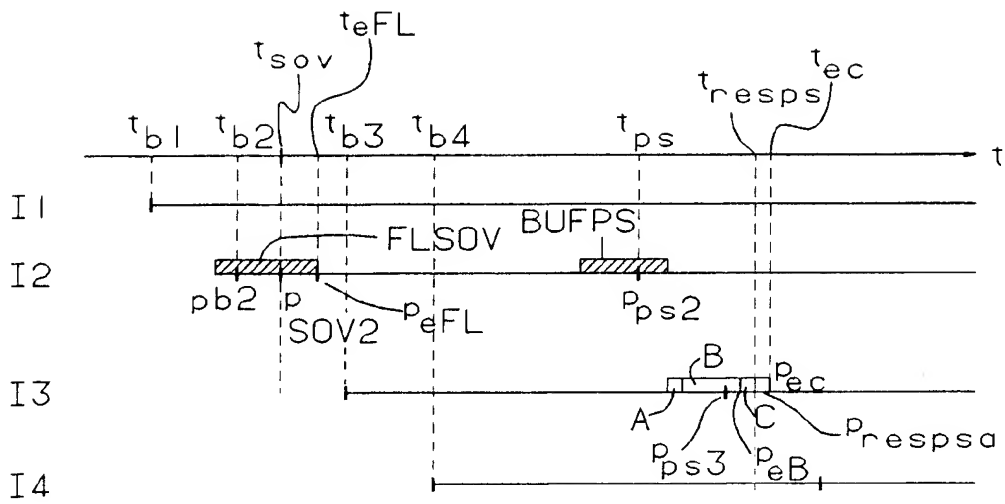 t_eFL
t_sov
t_ec
t_resps
t_b1 t_b2 t_b3 t_b4 t_ps
t
I1
FLSOV BUFPS
I2
pb2 p p_eFL p_ps2
SOV2
B p_ec
I3
A C p_respsa
p_ps3 p_eB
I4